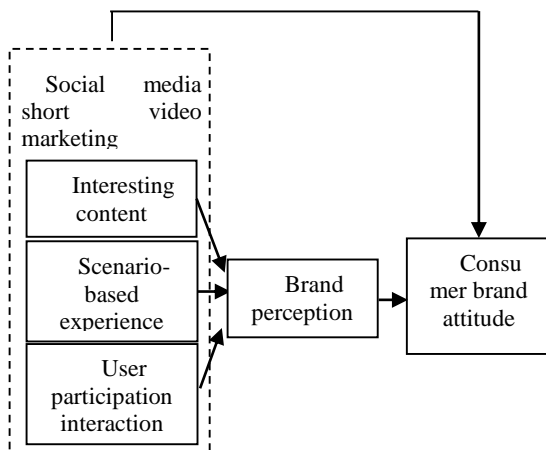 Social media
short video
marketing
Interesting
content
Scenario-
based
experience
User
participation
interaction
Brand
perception
Consu
mer brand
attitude